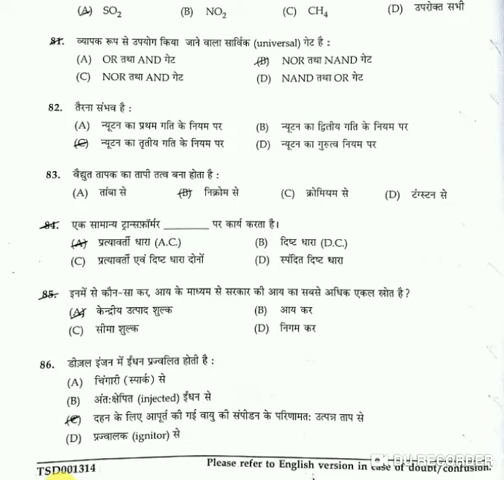 (A) SO2 (B) NO2 (C) CH4 (D) उपरोक्त सभी
81. व्यापक रूप से उपयोग किया जाने वाला सार्विक (universal) गेट है :
(A) OR तथा AND गेट (B) NOR तथा NAND गेट
(C) NOR तथा AND गेट (D) NAND तथा OR गेट
82. तैरना संभव है :
(A) न्यूटन का प्रथम गति के नियम पर (B) न्यूटन का द्वितीय गति के नियम पर
(C) न्यूटन का तृतीय गति के नियम पर (D) न्यूटन का गुरुत्व नियम पर
83. वैद्युत तापक का तापी तत्व बना होता है :
(A) तांबा से (B) निक्रोम से (C) क्रोमियम से (D) टंग्स्टन से
84. एक सामान्य ट्रान्सफ़ॉर्मर ________ पर कार्य करता है।
(A) प्रत्यावर्ती धारा (A.C.) (B) दिष्ट धारा (D.C.)
(C) प्रत्यावर्ती एवं दिष्ट धारा दोनों (D) स्पंदित दिष्ट धारा
85. इनमें से कौन-सा कर, आय के माध्यम से सरकार की आय का सबसे अधिक एकल स्रोत है?
(A) केन्द्रीय उत्पाद शुल्क (B) आय कर
(C) सीमा शुल्क (D) निगम कर
86. डीज़ल इंजन में ईंधन प्रज्वलित होती है :
(A) चिंगारी (स्पार्क) से
(B) अंतःक्षेपित (injected) ईंधन से
(C) दहन के लिए आपूर्त की गई वायु की संपीडन के परिणामतः उत्पन्न ताप से
(D) प्रज्वालक (ignitor) से
DU RECORDER
TSD001314 Please refer to English version in case of doubt/confusion.